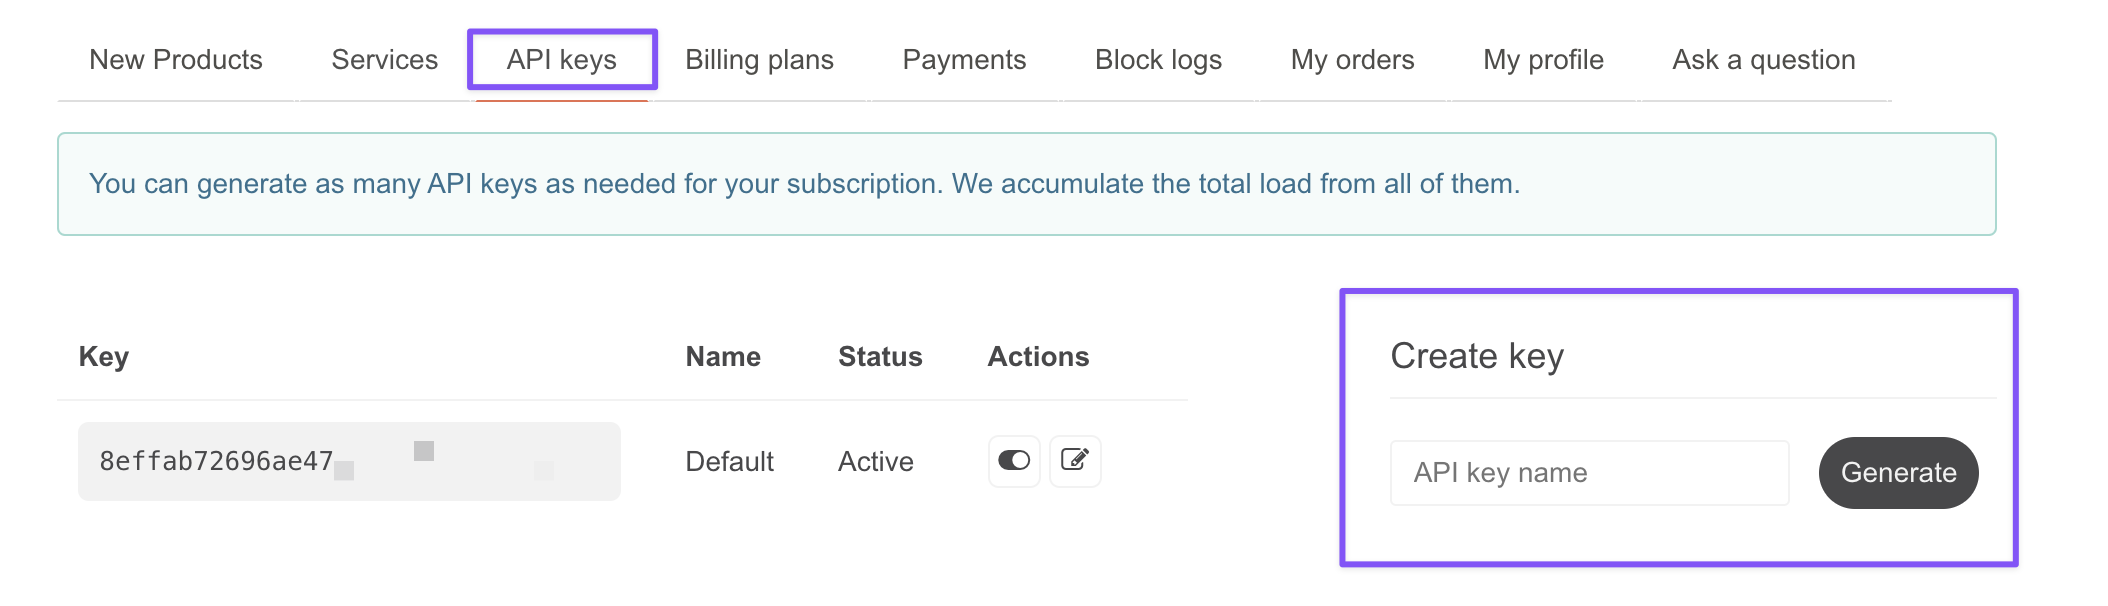 New Products Services API keys Billing plans Payments Block logs My orders My profile Ask a question
You can generate as many API keys as needed for your subscription. We accumulate the total load from all of them.
Key Name Status Actions
8effab72696ae47 Default Active
Create key
API key name Generate